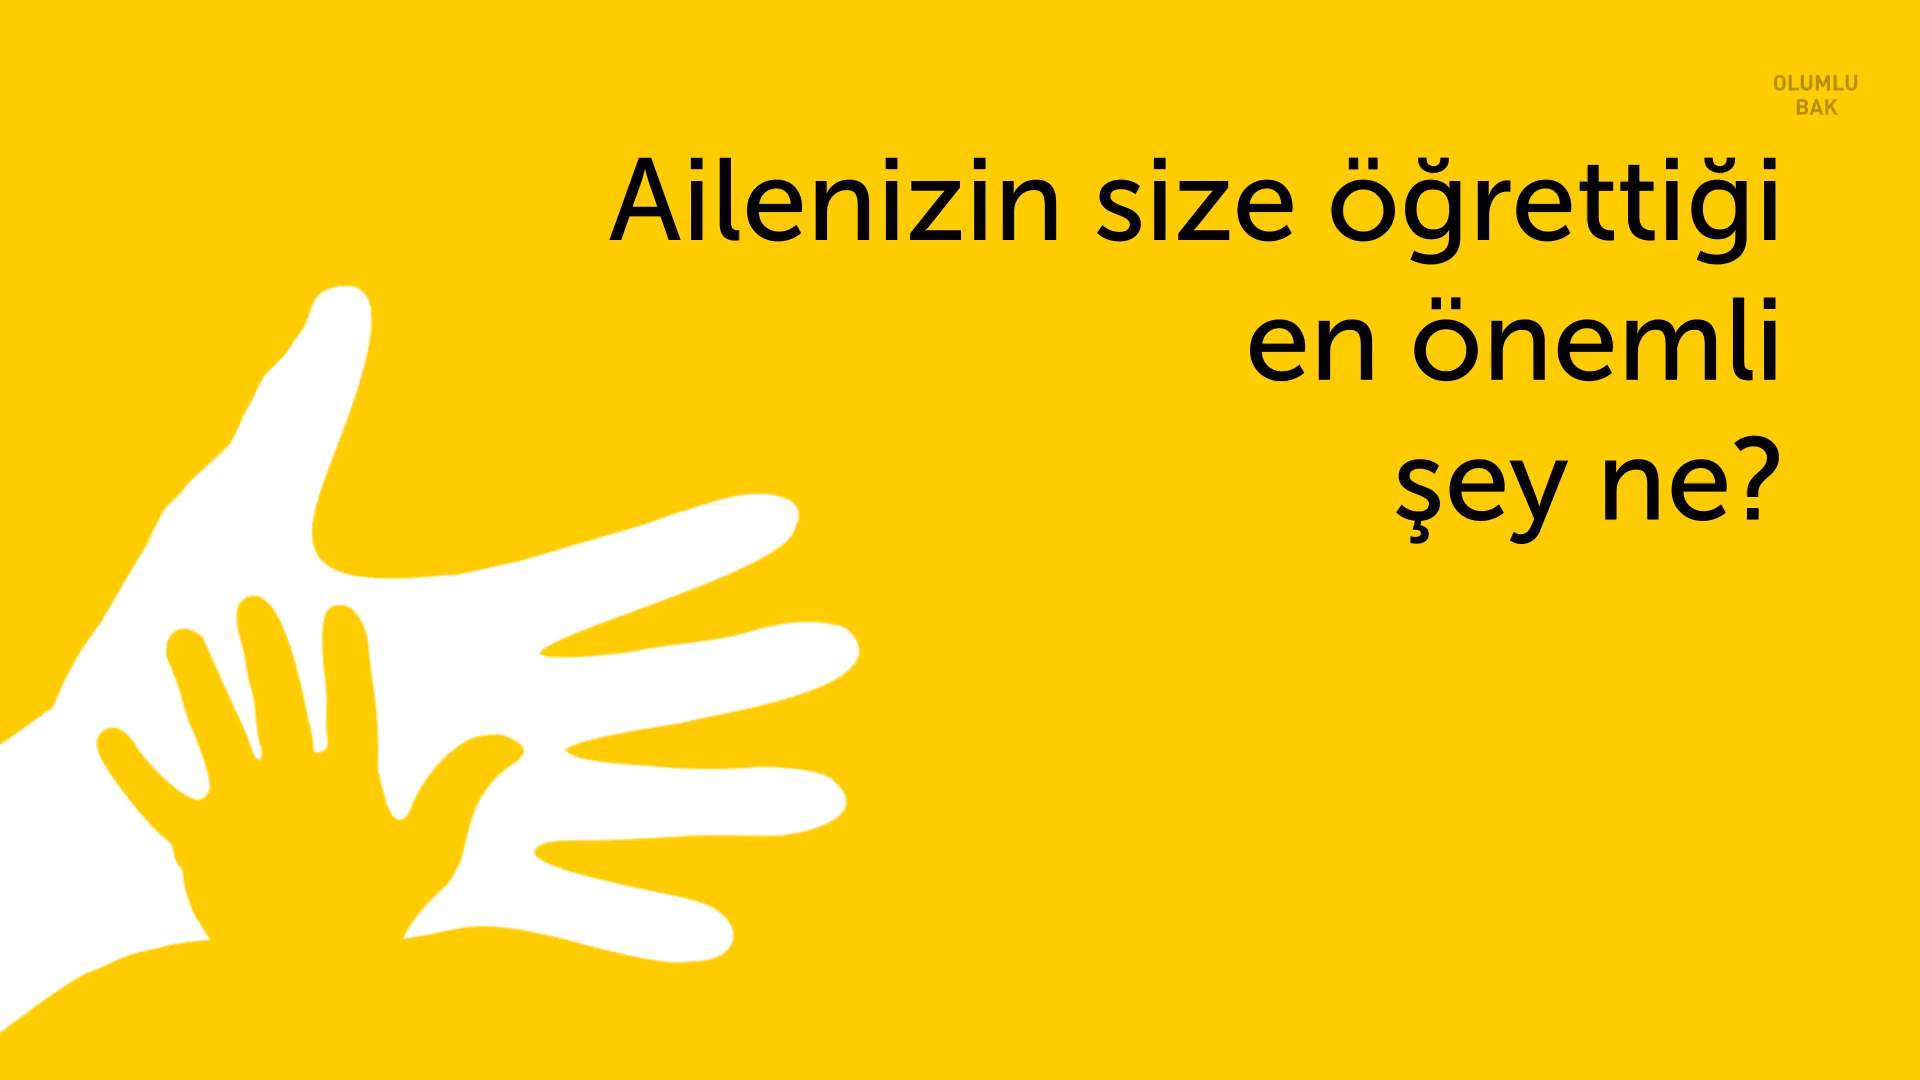 OLUMLU
BAK
Ailenizin size öğrettiği
en önemli
şey ne?